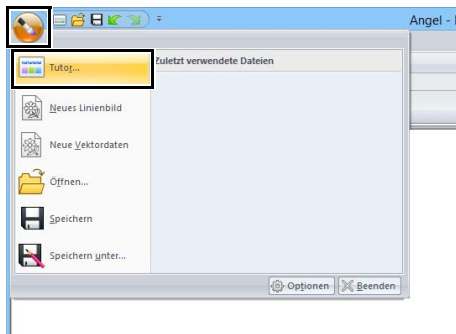 Angel -
Tutor...
Zuletzt verwendete Dateien
Neues Linienbild
Neue Vektordaten
Öffnen...
Speichern
Speichern unter...
Optionen
Beenden